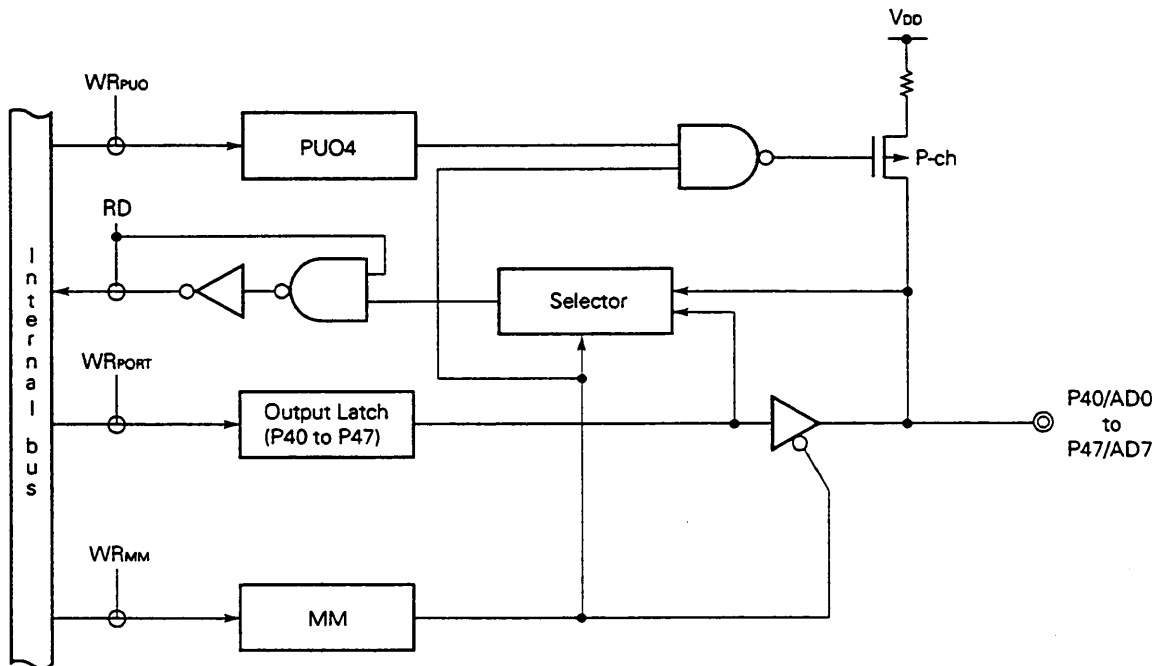 VDD
WRPUO
PUO4
P-ch
RD
Selector
Internal bus
WRPORT
Output Latch
(P40 to P47)
P40/AD0
to
P47/AD7
WRMM
MM